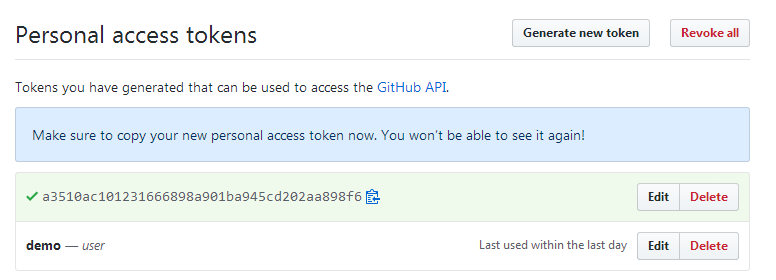 Personal access tokens
Generate new token
Revoke all
Tokens you have generated that can be used to access the GitHub API.
Make sure to copy your new personal access token now. You won't be able to see it again!
a3510ac101231666898a901ba945cd202aa898f6
Edit
Delete
demo — user
Last used within the last day
Edit
Delete